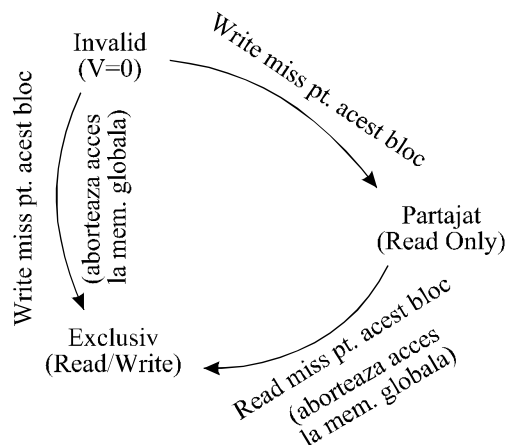 Invalid
(V=0)
Write miss pt. acest bloc
Write miss pt. acest bloc
(aborteaza acces
la mem. globala)
Partajat
(Read Only)
Exclusiv
(Read/Write)
Read miss pt. acest bloc
(aborteaza acces
la mem. globala)